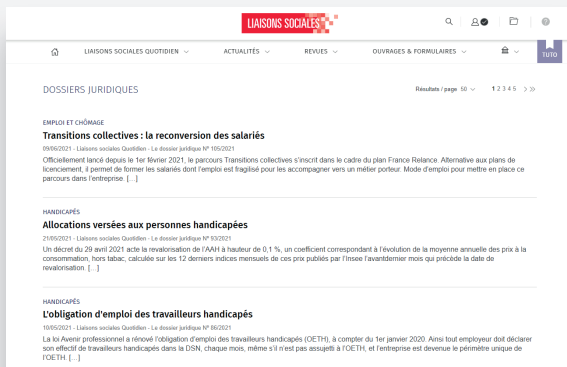 LIAISONS SOCIALES
LIAISONS SOCIALES QUOTIDIEN
ACTUALITÉS
REVUES
OUVRAGES & FORMULAIRES
TUTO
DOSSIERS JURIDIQUES
Résultats / page 50
1 2 3 4 5 > >>
EMPLOI ET CHÔMAGE
Transitions collectives : la reconversion des salariés
09/06/2021 - Liaisons sociales Quotidien - Le dossier juridique Nº 105/2021
Officiellement lancé depuis le 1er février 2021, le parcours Transitions collectives s'inscrit dans le cadre du plan France Relance. Alternative aux plans de
licenciement, il permet de former les salariés dont l'emploi est fragilisé pour les accompagner vers un métier porteur. Mode d'emploi pour mettre en place ce
parcours dans l'entreprise. [...]
HANDICAPÉS
Allocations versées aux personnes handicapées
21/05/2021 - Liaisons sociales Quotidien - Le dossier juridique Nº 93/2021
Un décret du 29 avril 2021 acte la revalorisation de l'AAH à hauteur de 0,1 %, un coefficient correspondant à l'évolution de la moyenne annuelle des prix à la
consommation, hors tabac, calculée sur les 12 derniers indices mensuels de ces prix publiés par l'Insee l'avantdernier mois qui précède la date de
revalorisation. [...]
HANDICAPÉS
L'obligation d'emploi des travailleurs handicapés
10/05/2021 - Liaisons sociales Quotidien - Le dossier juridique Nº 86/2021
La loi Avenir professionnel a rénové l'obligation d'emploi des travailleurs handicapés (OETH), à compter du 1er janvier 2020. Ainsi tout employeur doit déclarer
son effectif de travailleurs handicapés dans la DSN, chaque mois, même s'il n'est pas assujetti à l'OETH, et l'entreprise est devenue le périmètre unique de
l'OETH. [...]